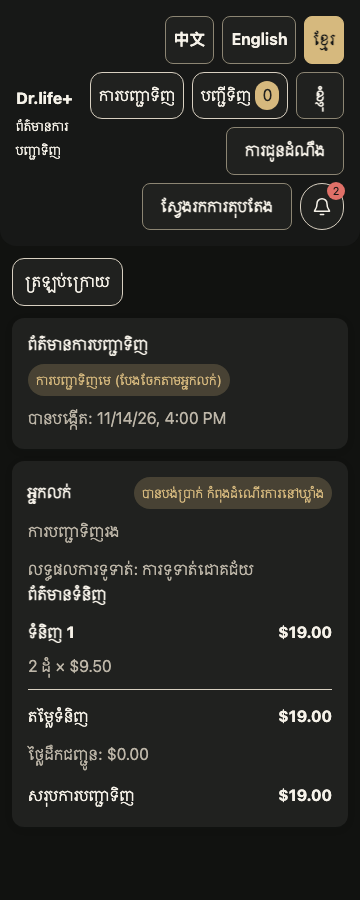 中文
English
ខ្មែរ
Dr.life+
ព័ត៌មានការ
បញ្ជាទិញ
ការបញ្ជាទិញ
បញ្ជីទិញ 0
ខ្ញុំ
ការជូនដំណឹង
ស្វែងរកការតុបតែង
2
ត្រឡប់ក្រោយ
ព័ត៌មានការបញ្ជាទិញ
ការបញ្ជាទិញមេ (បែងចែកតាមអ្នកលក់)
បានបង្កើត: 11/14/26, 4:00 PM
អ្នកលក់
បានបង់ប្រាក់ កំពុងដំណើរការនៅឃ្លាំង
ការបញ្ជាទិញរង
លទ្ធផលការទូទាត់: ការទូទាត់ជោគជ័យ
ព័ត៌មានទំនិញ
ទំនិញ 1 $19.00
2 ដុំ × $9.50
តម្លៃទំនិញ $19.00
ថ្លៃដឹកជញ្ជូន: $0.00
សរុបការបញ្ជាទិញ $19.00